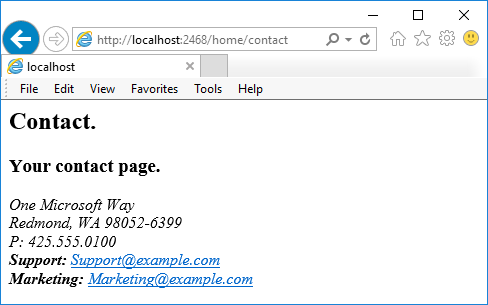 http://localhost:2468/home/contact
localhost
File Edit View Favorites Tools Help
Contact.
Your contact page.
One Microsoft Way
Redmond, WA 98052-6399
P: 425.555.0100
Support: Support@example.com
Marketing: Marketing@example.com